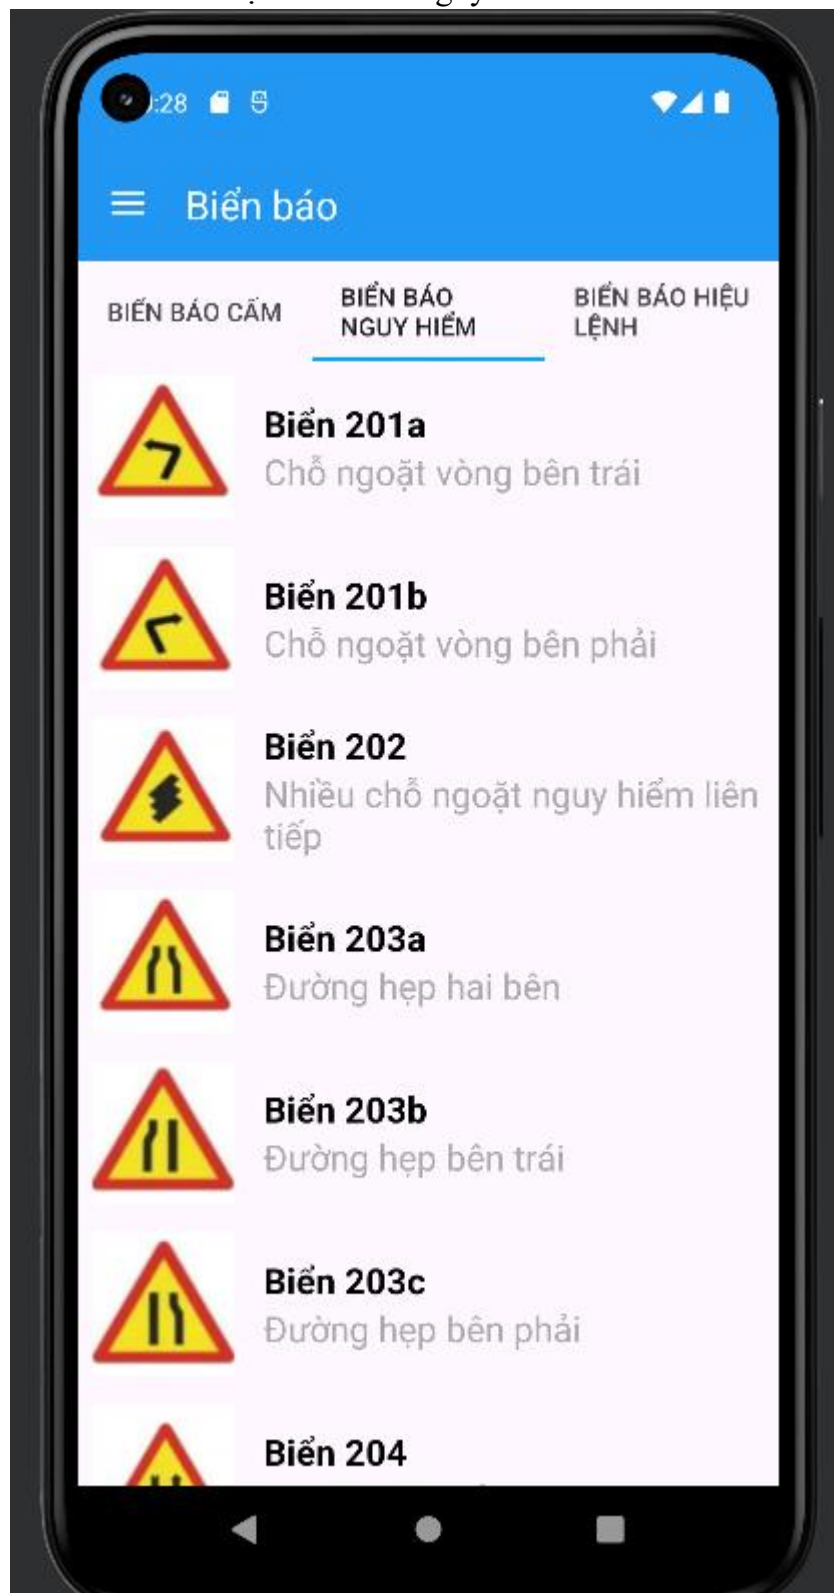 :28
Biển báo
BIỂN BÁO CẤM
BIỂN BÁO
NGUY HIỂM
BIỂN BÁO HIỆU
LỆNH
Biển 201a
Chỗ ngoặt vòng bên trái
Biển 201b
Chỗ ngoặt vòng bên phải
Biển 202
Nhiều chỗ ngoặt nguy hiểm liên
tiếp
Biển 203a
Đường hẹp hai bên
Biển 203b
Đường hẹp bên trái
Biển 203c
Đường hẹp bên phải
Biển 204